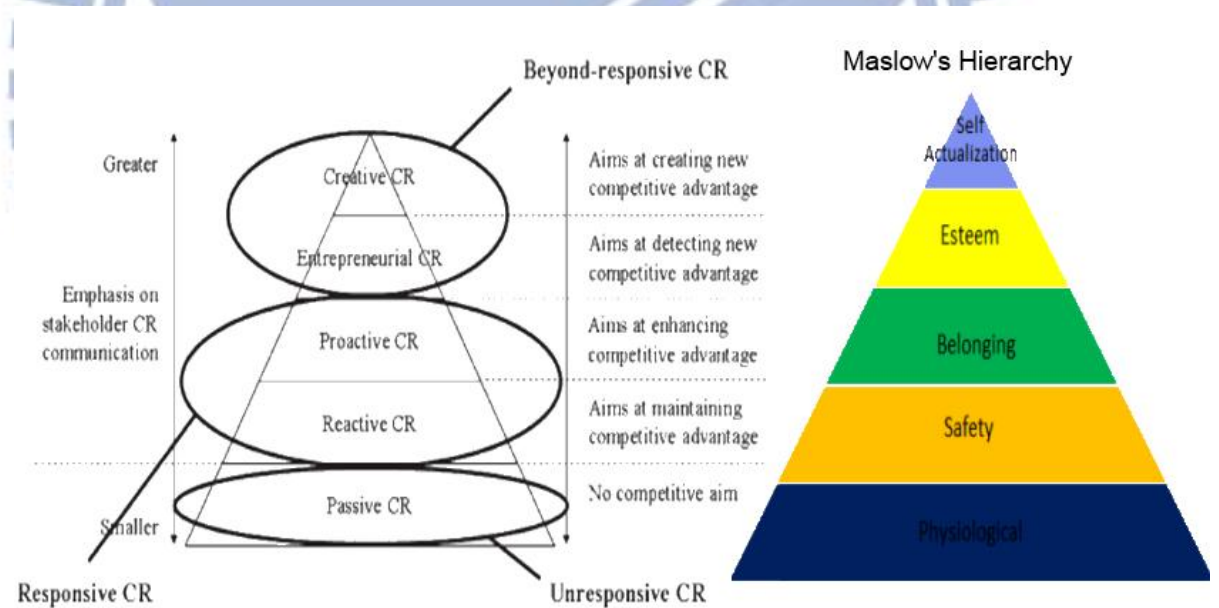 Beyond-responsive CR
Maslow's Hierarchy
Greater
Creative CR
Aims at creating new
competitive advantage
Self
Actualization
Entrepreneurial CR
Aims at detecting new
competitive advantage
Esteem
Emphasis on
stakeholder CR
communication
Proactive CR
Aims at enhancing
competitive advantage
Belonging
Reactive CR
Aims at maintaining
competitive advantage
Safety
Smaller
Passive CR
No competitive aim
Physiological
Responsive CR
Unresponsive CR